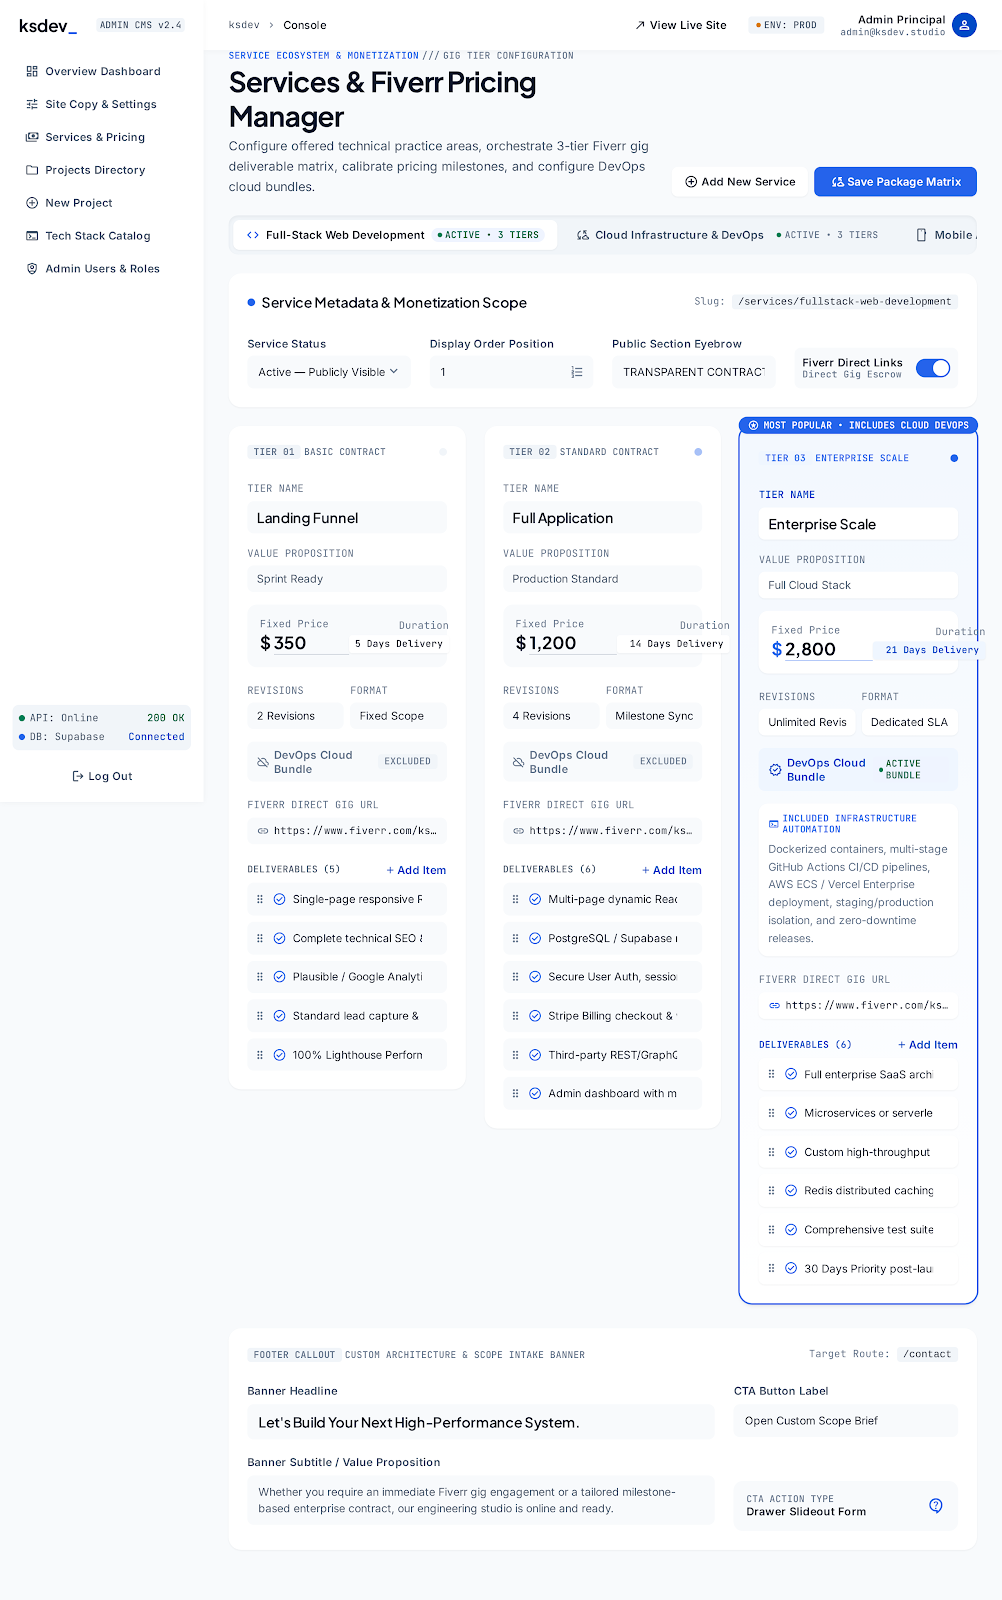 ksdev_
ADMIN CMS v2.4
ksdev › Console
View Live Site
ENV: PROD
Admin Principal
admin@ksdev.studio
Overview Dashboard
Site Copy & Settings
Services & Pricing
Projects Directory
New Project
Tech Stack Catalog
Admin Users & Roles
API: Online 200 OK
DB: Supabase Connected
Log Out
SERVICE ECOSYSTEM & MONETIZATION /// GIG TIER CONFIGURATION
Services & Fiverr Pricing
Manager
Configure offered technical practice areas, orchestrate 3-tier Fiverr gig
deliverable matrix, calibrate pricing milestones, and configure DevOps
cloud bundles.
Add New Service
Save Package Matrix
Full-Stack Web Development ACTIVE • 3 TIERS
Cloud Infrastructure & DevOps ACTIVE • 3 TIERS
Mobile
Service Metadata & Monetization Scope
Slug: /services/fullstack-web-development
Service Status
Active — Publicly Visible
Display Order Position
1
Public Section Eyebrow
TRANSPARENT CONTRACT
Fiverr Direct Links
Direct Gig Escrow
TIER 01 BASIC CONTRACT
TIER NAME
Landing Funnel
VALUE PROPOSITION
Sprint Ready
Fixed Price
$ 350
Duration
5 Days Delivery
REVISIONS
2 Revisions
FORMAT
Fixed Scope
DevOps Cloud
Bundle
EXCLUDED
FIVERR DIRECT GIG URL
https://www.fiverr.com/ks…
DELIVERABLES (5)
+ Add Item
Single-page responsive
Complete technical SEO &
Plausible / Google Analyti
Standard lead capture &
100% Lighthouse Perforn
TIER 02 STANDARD CONTRACT
TIER NAME
Full Application
VALUE PROPOSITION
Production Standard
Fixed Price
$ 1,200
Duration
14 Days Delivery
REVISIONS
4 Revisions
FORMAT
Milestone Sync
DevOps Cloud
Bundle
EXCLUDED
FIVERR DIRECT GIG URL
https://www.fiverr.com/ks…
DELIVERABLES (6)
+ Add Item
Multi-page dynamic Reac
PostgreSQL / Supabase
Secure User Auth, sessio
Stripe Billing checkout &
Third-party REST/GraphQ
Admin dashboard with m
MOST POPULAR • INCLUDES CLOUD DEVOPS
TIER 03 ENTERPRISE SCALE
TIER NAME
Enterprise Scale
VALUE PROPOSITION
Full Cloud Stack
Fixed Price
$ 2,800
Duration
21 Days Delivery
REVISIONS
Unlimited Revis
FORMAT
Dedicated SLA
DevOps Cloud
Bundle
ACTIVE
BUNDLE
INCLUDED INFRASTRUCTURE
AUTOMATION
Dockerized containers, multi-stage
GitHub Actions CI/CD pipelines,
AWS ECS / Vercel Enterprise
deployment, staging/production
isolation, and zero-downtime
releases.
FIVERR DIRECT GIG URL
https://www.fiverr.com/ks…
DELIVERABLES (6)
+ Add Item
Full enterprise SaaS archi
Microservices or serverle
Custom high-throughput
Redis distributed caching
Comprehensive test suite
30 Days Priority post-lau
FOOTER CALLOUT CUSTOM ARCHITECTURE & SCOPE INTAKE BANNER
Target Route: /contact
Banner Headline
Let's Build Your Next High-Performance System.
CTA Button Label
Open Custom Scope Brief
Banner Subtitle / Value Proposition
Whether you require an immediate Fiverr gig engagement or a tailored milestone-
based enterprise contract, our engineering studio is online and ready.
CTA ACTION TYPE
Drawer Slideout Form